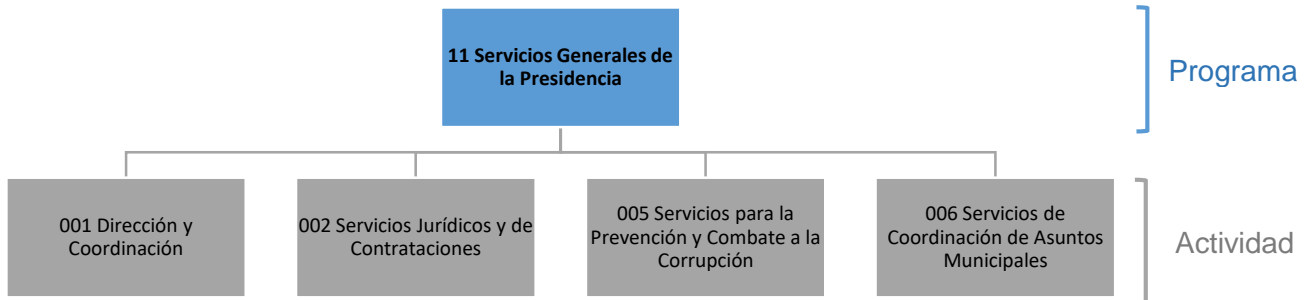 11 Servicios Generales de
la Presidencia
Programa
001 Dirección y
Coordinación
002 Servicios Jurídicos y de
Contrataciones
005 Servicios para la
Prevención y Combate a la
Corrupción
006 Servicios de
Coordinación de Asuntos
Municipales
Actividad